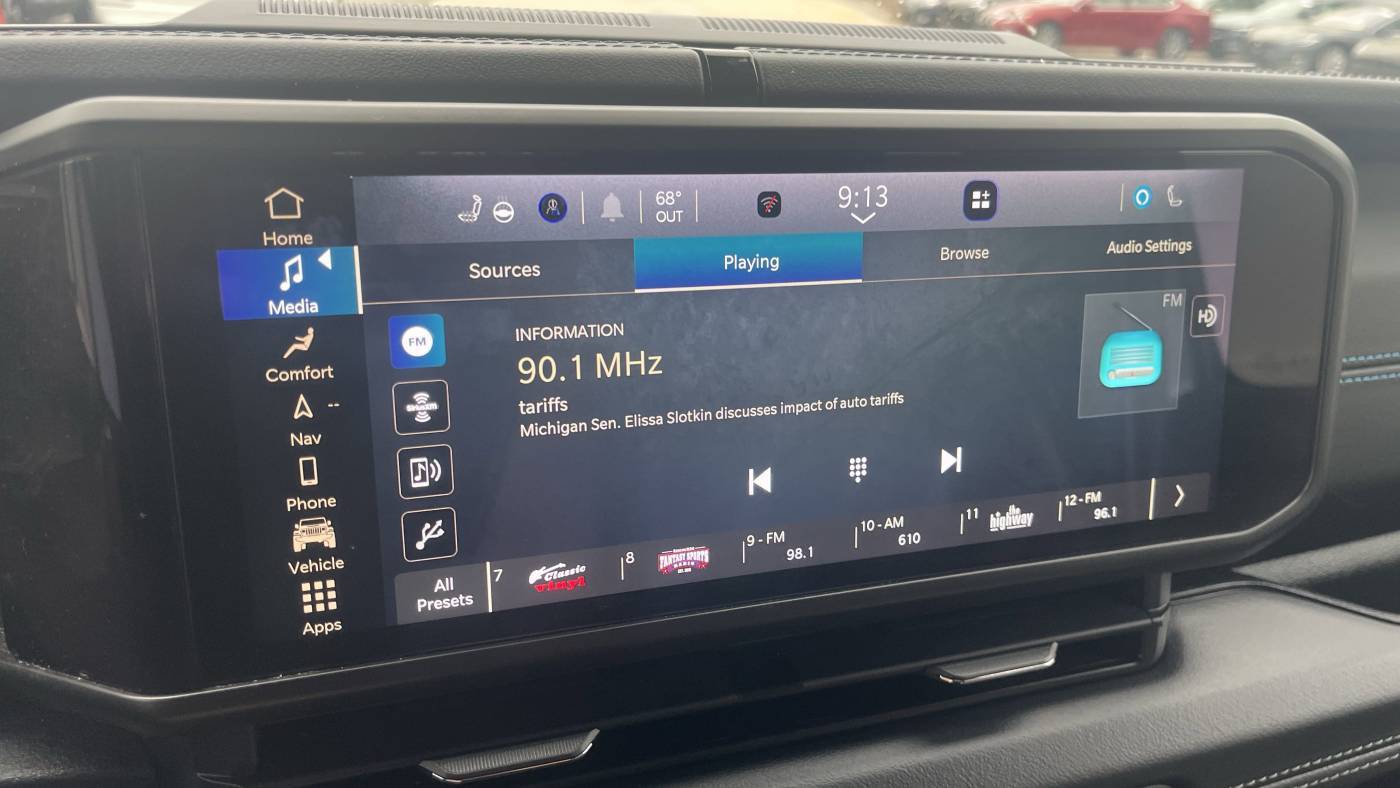 Home
68°
OUT
9:13
Media
Sources
Playing
Browse
Audio Settings
Comfort
FM
INFORMATION
90.1 MHz
tariffs
Michigan Sen. Elissa Slotkin discusses impact of auto tariffs
FM
HD
SiriusXM
--
Nav
Phone
Vehicle
Apps
All
Presets
7
Classic
vinyl
8
FANTASY SPORTS
RADIO
9 - FM
98.1
10 - AM
610
11
the
highway
12 - FM
96.1